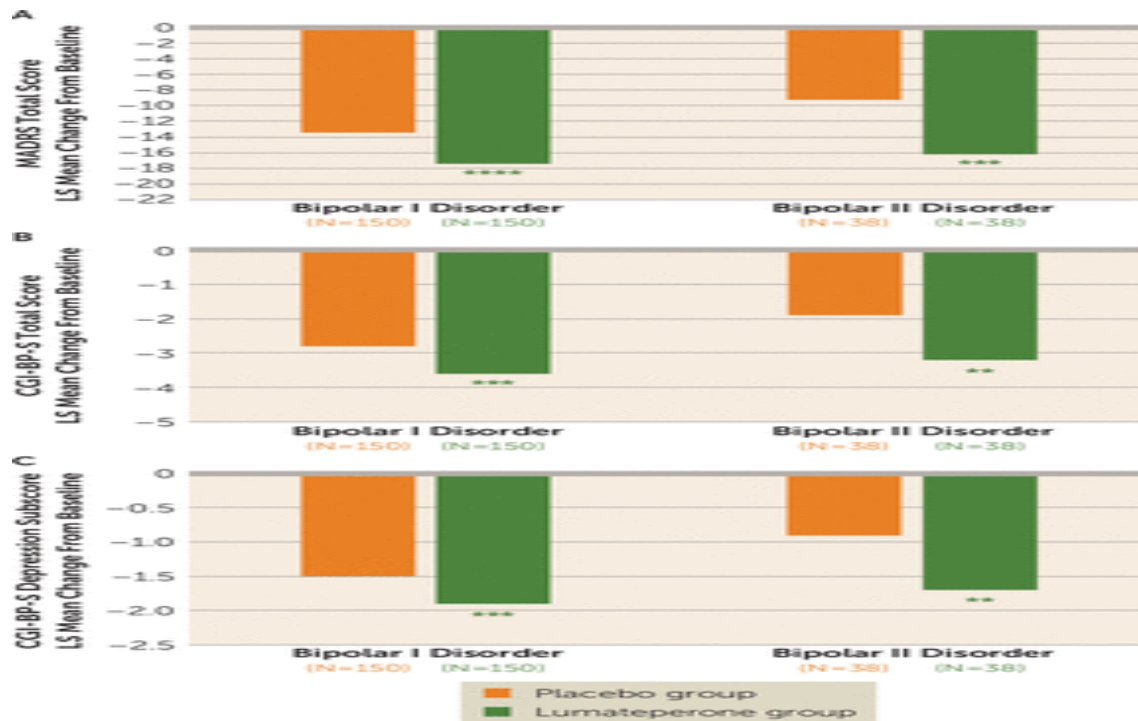 A
MADRS Total Score
LS Mean Change From Baseline
0
−2
−4
−6
−8
−10
−12
−14
−16
−18
−20
−22
****
***
Bipolar I Disorder
(N=150) (N=150)
Bipolar II Disorder
(N=38) (N=38)
B
CGI-BP-S Total Score
LS Mean Change From Baseline
0
−1
−2
−3
−4
−5
***
**
Bipolar I Disorder
(N=150) (N=150)
Bipolar II Disorder
(N=38) (N=38)
C
CGI-BP-S Depression Subscore
LS Mean Change From Baseline
0
−0.5
−1.0
−1.5
−2.0
−2.5
***
**
Bipolar I Disorder
(N=150) (N=150)
Bipolar II Disorder
(N=38) (N=38)
Placebo group
Lumateperone group